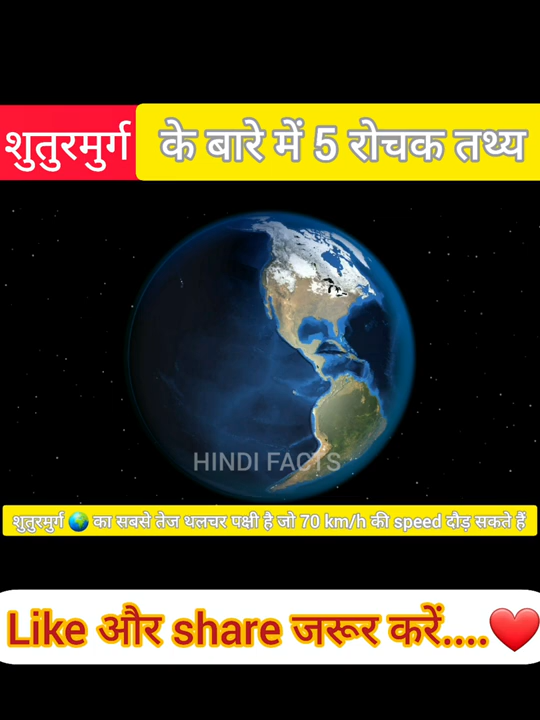 शुतुरमुर्ग के बारे में 5 रोचक तथ्य
HINDI FACTS
शुतुरमुर्ग 🌍 का सबसे तेज थलचर पक्षी है जो 70 km/h की speed दौड़ सकते हैं
Like और share जरूर करें....❤️